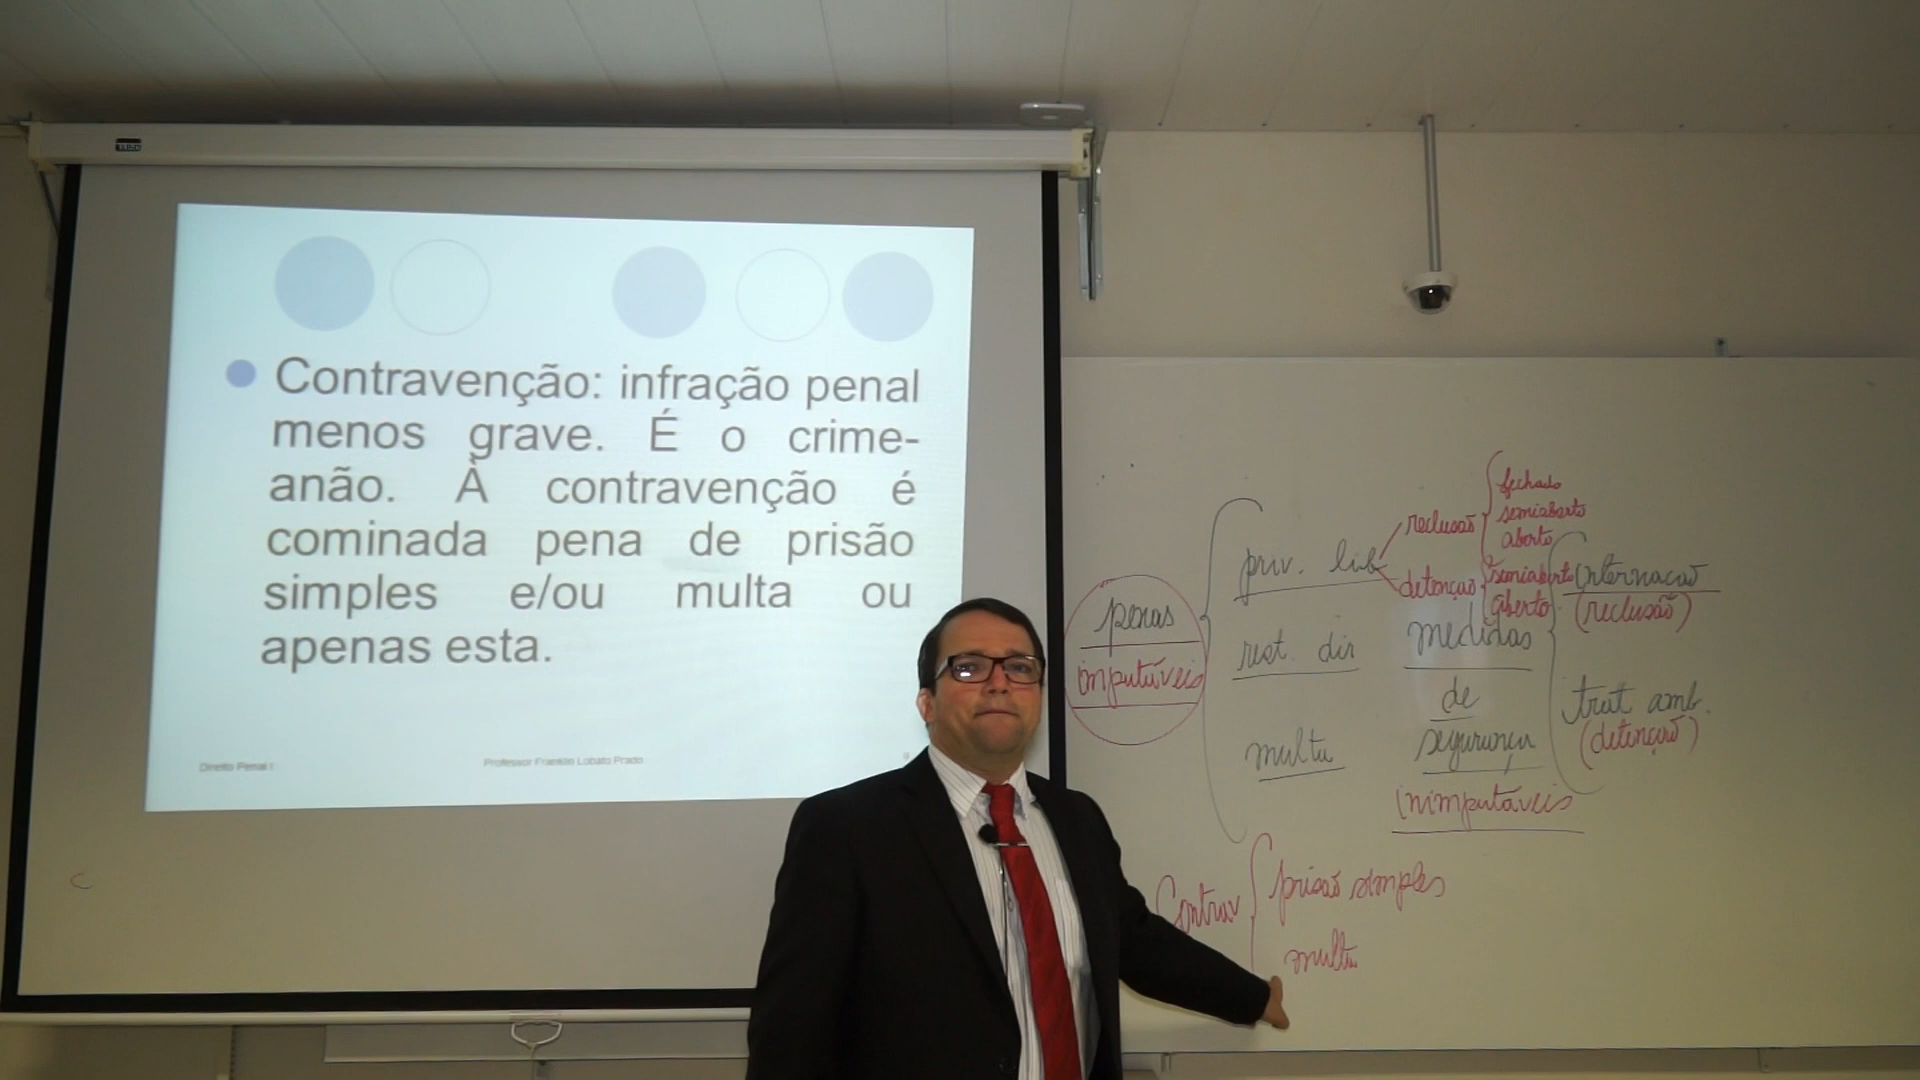 Contravenção: infração penal
menos grave. É o crime-
anão. À contravenção é
cominada pena de prisão
simples e/ou multa ou
apenas esta.
Direito Penal I
Professor Franklin Lobato Prado
penas
imputáveis
priv. lib
reclusão
fechado
semiaberto
aberto
detenção
semiaberto
aberto
rest. dir
multa
medidas
de
segurança
inimputáveis
internação
(reclusão)
trat amb.
(detenção)
Contrav
prisão simples
multa